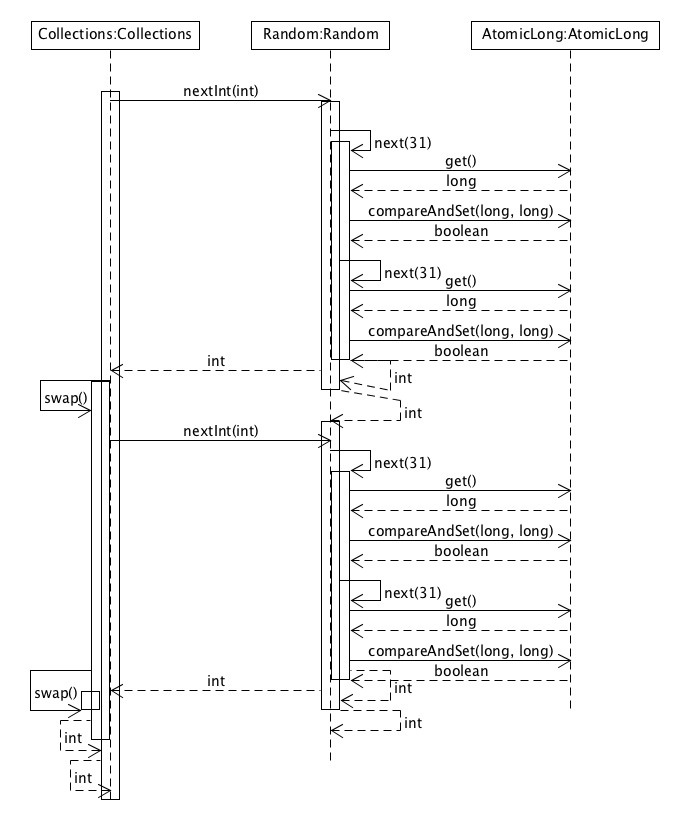 Collections:Collections
Random:Random
AtomicLong:AtomicLong
nextInt(int)
next(31)
get()
long
compareAndSet(long, long)
boolean
next(31)
get()
long
compareAndSet(long, long)
boolean
int
int
swap()
int
nextInt(int)
next(31)
get()
long
compareAndSet(long, long)
boolean
next(31)
get()
long
compareAndSet(long, long)
boolean
int
int
swap()
int
int
int